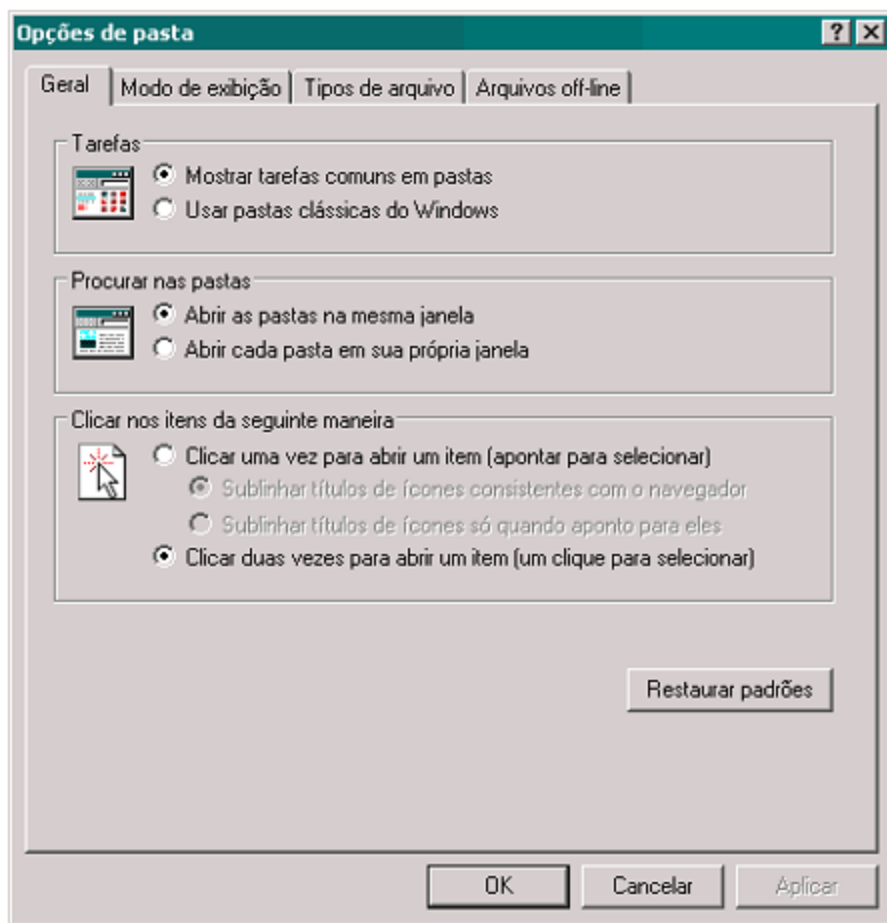 Opções de pasta
Geral
Modo de exibição
Tipos de arquivo
Arquivos off-line
Tarefas
Mostrar tarefas comuns em pastas
Usar pastas clássicas do Windows
Procurar nas pastas
Abrir as pastas na mesma janela
Abrir cada pasta em sua própria janela
Clicar nos itens da seguinte maneira
Clicar uma vez para abrir um item (apontar para selecionar)
Sublinhar títulos de ícones consistentes com o navegador
Sublinhar títulos de ícones só quando aponto para eles
Clicar duas vezes para abrir um item (um clique para selecionar)
Restaurar padrões
OK
Cancelar
Aplicar